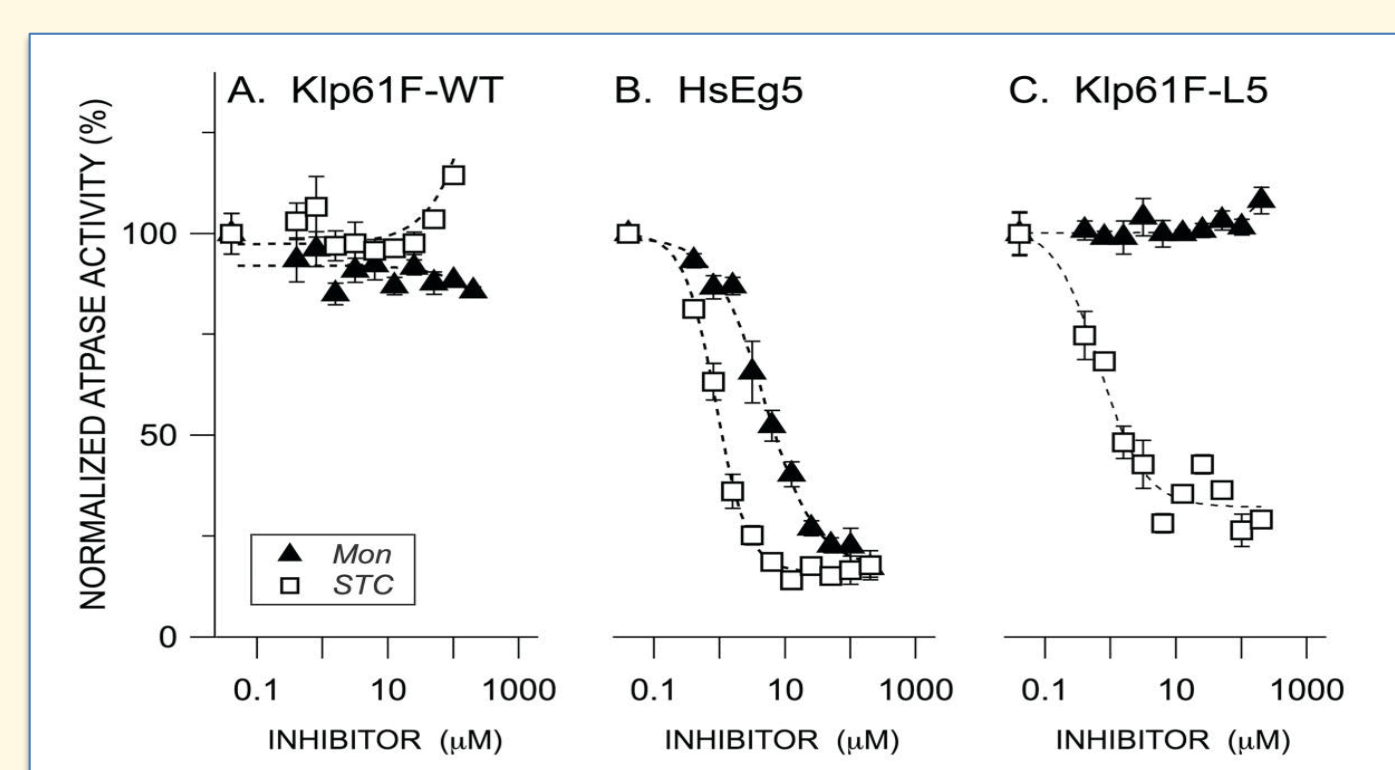 A. Klp61F-WT
B. HsEg5
C. Klp61F-L5
NORMALIZED ATPASE ACTIVITY (%)
100
50
0
Mon
STC
0.1 10 1000
0.1 10 1000
0.1 10 1000
INHIBITOR (μM)
INHIBITOR (μM)
INHIBITOR (μM)